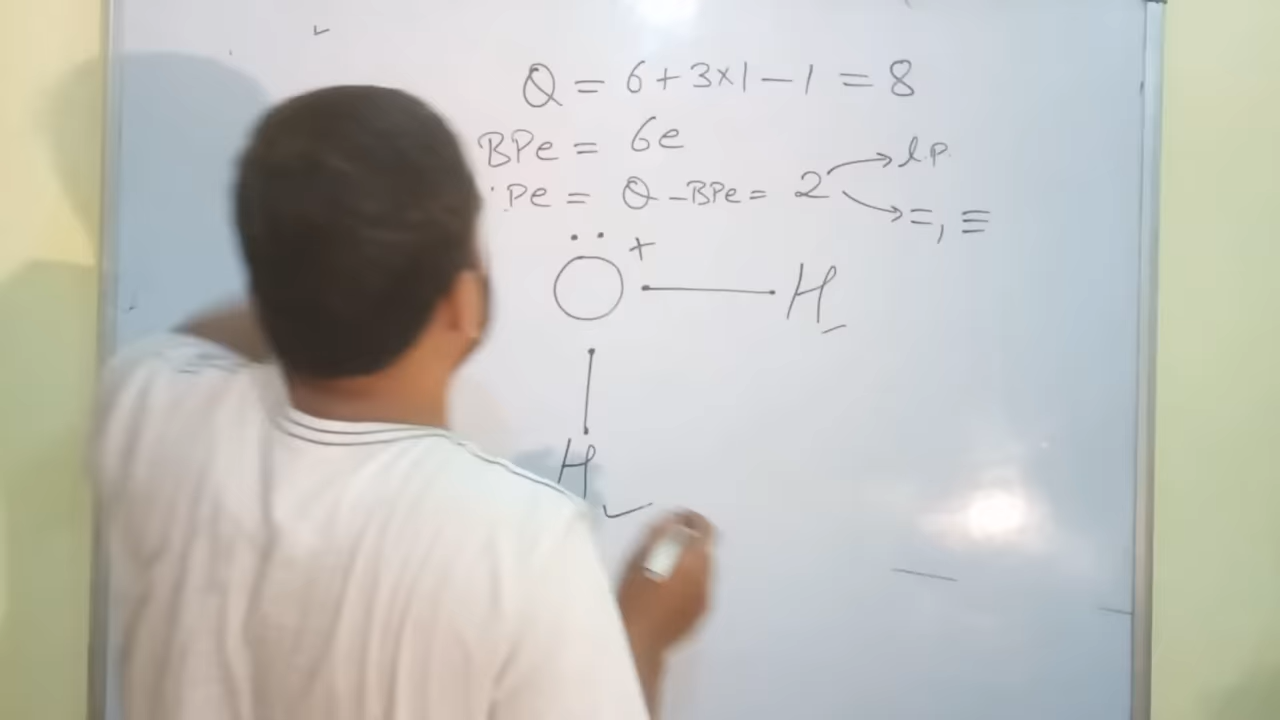 Q = 6 + 3×1 − 1 = 8
BPe = 6e
Pe = Q − BPe = 2 → l.p.
→ =, ≡
Ö⁺ — H
H